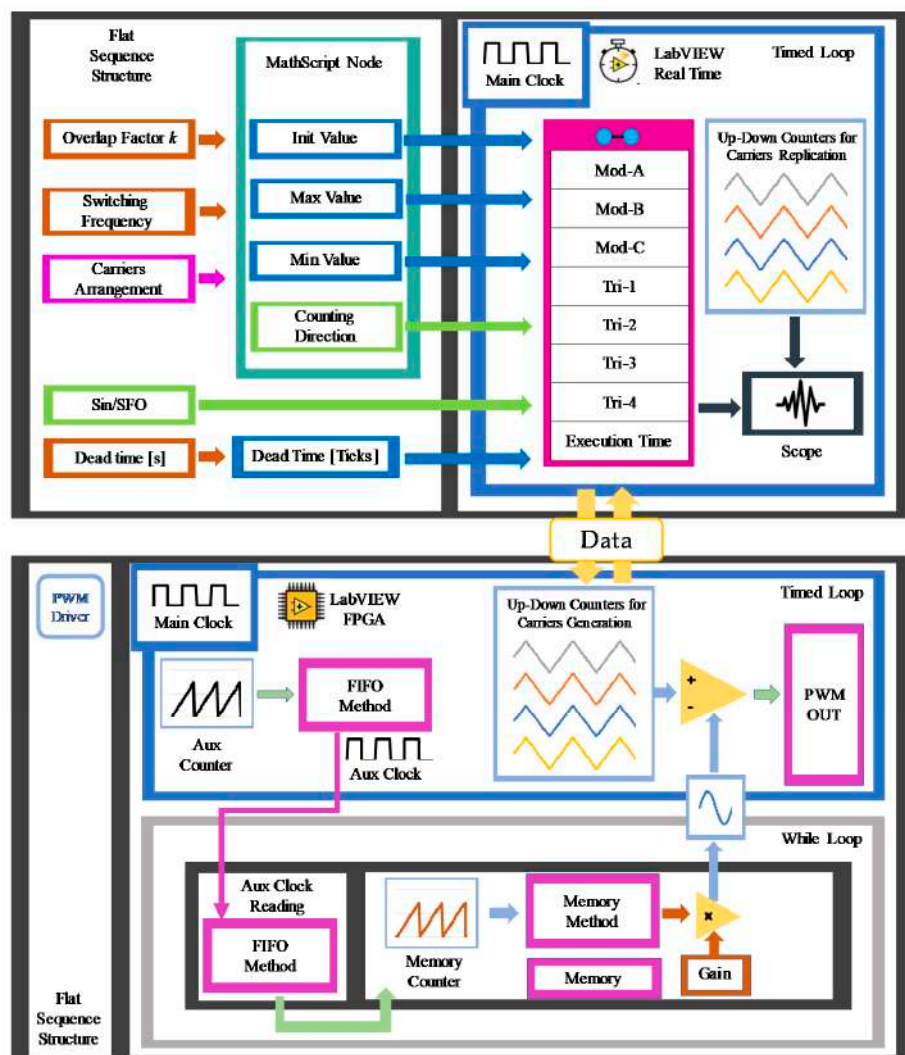 Flat
Sequence
Structure
MathScript Node
Overlap Factor k
Switching
Frequency
Carriers
Arrangement
Sin/SFO
Dead time [s]
Init Value
Max Value
Min Value
Counting
Direction
Dead Time [Ticks]
Main Clock
LabVIEW
Real Time
Timed Loop
Mod-A
Mod-B
Mod-C
Tri-1
Tri-2
Tri-3
Tri-4
Execution Time
Up-Down Counters for
Carriers Replication
Scope
Data
PWM
Driver
Flat
Sequence
Structure
Main Clock
LabVIEW
FPGA
Timed Loop
Aux
Counter
FIFO
Method
Aux Clock
Up-Down Counters for
Carriers Generation
+
-
PWM
OUT
While Loop
Aux Clock
Reading
FIFO
Method
Memory
Counter
Memory
Method
Memory
x
Gain